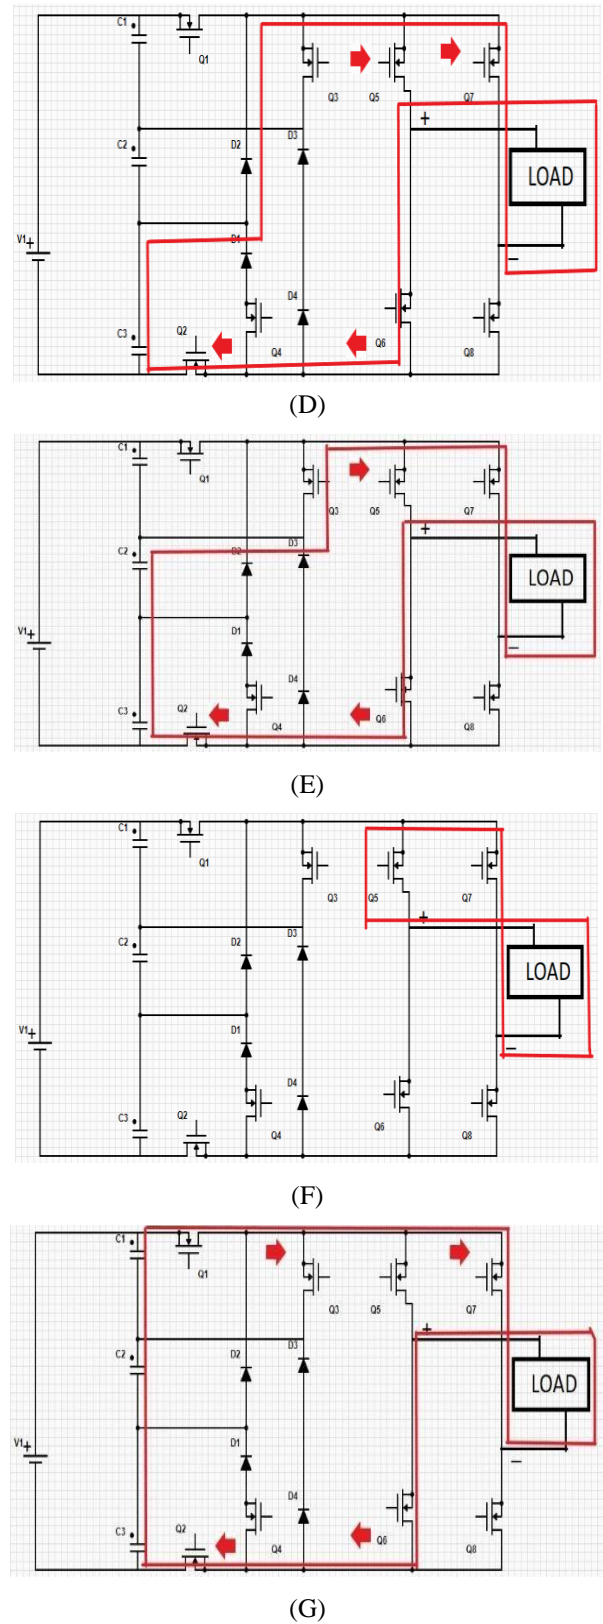 C1
Q1
Q3
Q5
Q7
+
C2
D2
D3
LOAD
V1 +
D1
−
C3
Q2
D4
Q4
Q6
Q8
(D)
C1
Q1
Q3
Q5
Q7
+
C2
D2
D3
LOAD
V1 +
D1
−
C3
Q2
D4
Q4
Q6
Q8
(E)
C1
Q1
Q3
Q5
Q7
+
C2
D2
D3
LOAD
V1 +
D1
−
C3
Q2
D4
Q4
Q6
Q8
(F)
C1
Q1
Q3
Q5
Q7
+
C2
D2
D3
LOAD
V1 +
D1
−
C3
Q2
D4
Q4
Q6
Q8
(G)